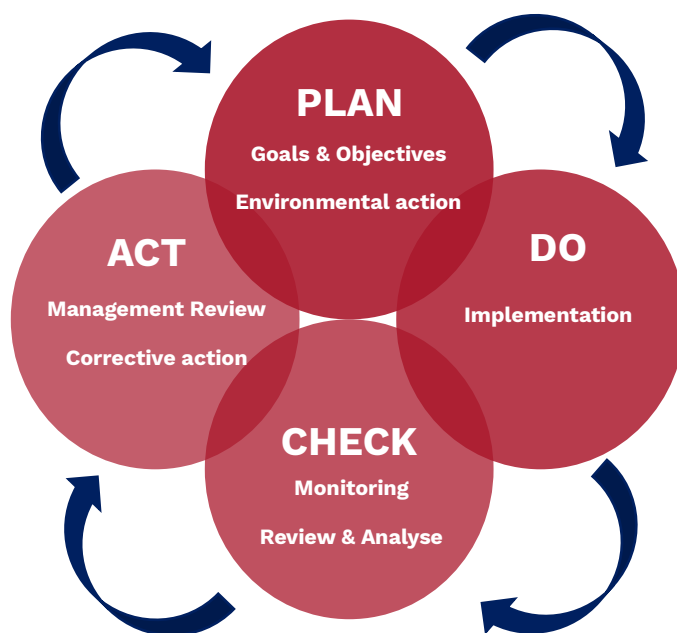 PLAN
Goals & Objectives
Environmental action
DO
Implementation
CHECK
Monitoring
Review & Analyse
ACT
Management Review
Corrective action